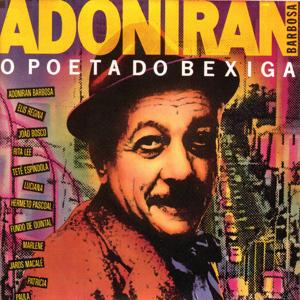 ADONIRAN
BARBOSA
O POETA DO BEXIGA
ADONIRAN BARBOSA
ELIS REGINA
JOÃO BOSCO
RITA LEE
TETÊ ESPÍNDOLA
LUCIANA
HERMETO PASCOAL
FUNDO DE QUINTAL
MARLENE
JARDS MACALÉ
PATRICIA
PAULA